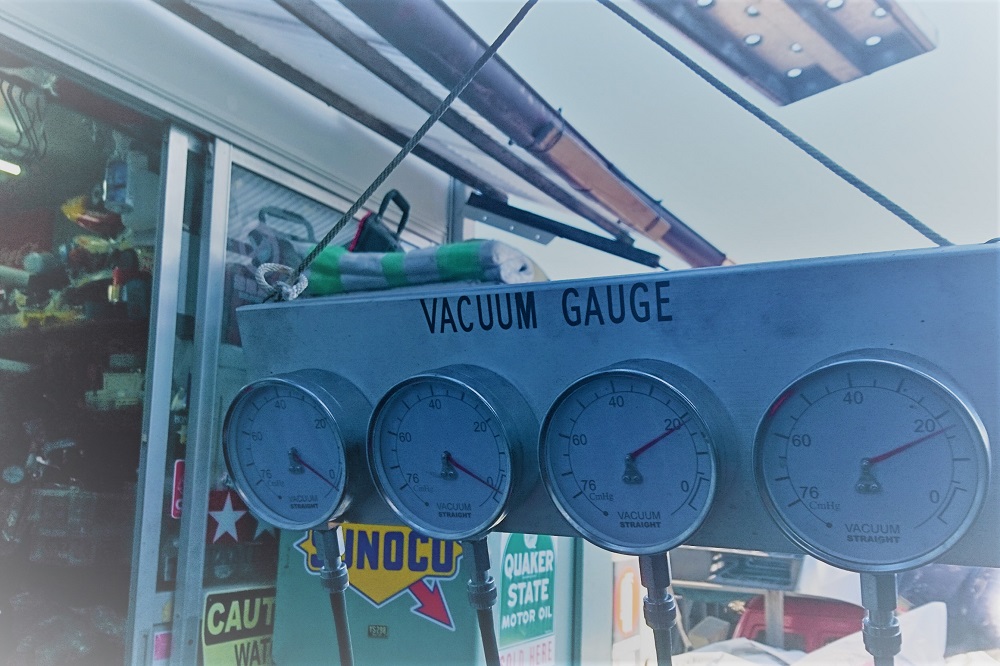 VACUUM GAUGE
40
20
60
76
0
VACUUM
STRAIGHT
40
20
60
76
0
VACUUM
STRAIGHT
40
20
60
76
CmHg
0
VACUUM
STRAIGHT
40
20
60
76
CmHg
0
VACUUM
STRAIGHT
SUNOCO
QUAKER
STATE
MOTOR OIL
COLD HERE
CAUT
WAT